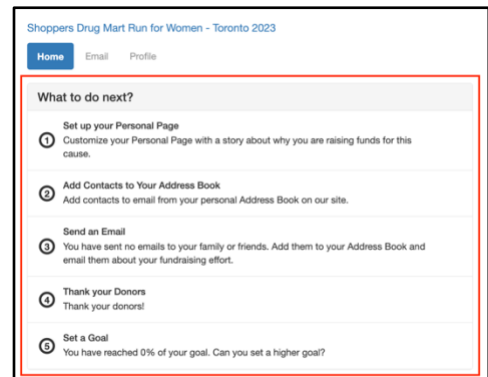 Shoppers Drug Mart Run for Women - Toronto 2023
Home Email Profile
What to do next?
Set up your Personal Page
1 Customize your Personal Page with a story about why you are raising funds for this
cause.
Add Contacts to Your Address Book
2 Add contacts to email from your personal Address Book on our site.
Send an Email
3 You have sent no emails to your family or friends. Add them to your Address Book and
email them about your fundraising effort.
Thank your Donors
4 Thank your donors!
Set a Goal
5 You have reached 0% of your goal. Can you set a higher goal?